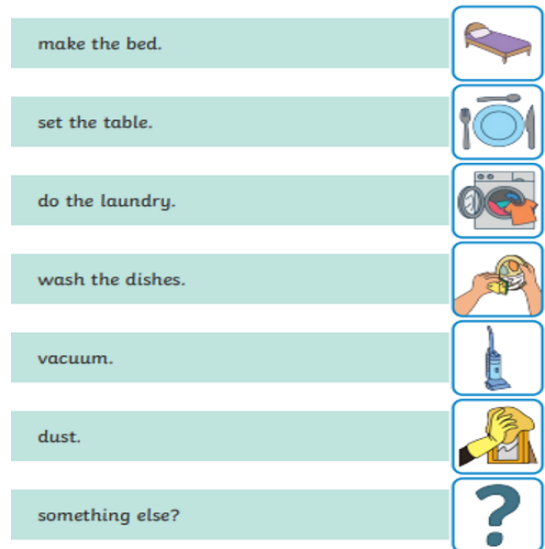 make the bed.
set the table.
do the laundry.
wash the dishes.
vacuum.
dust.
something else?
?